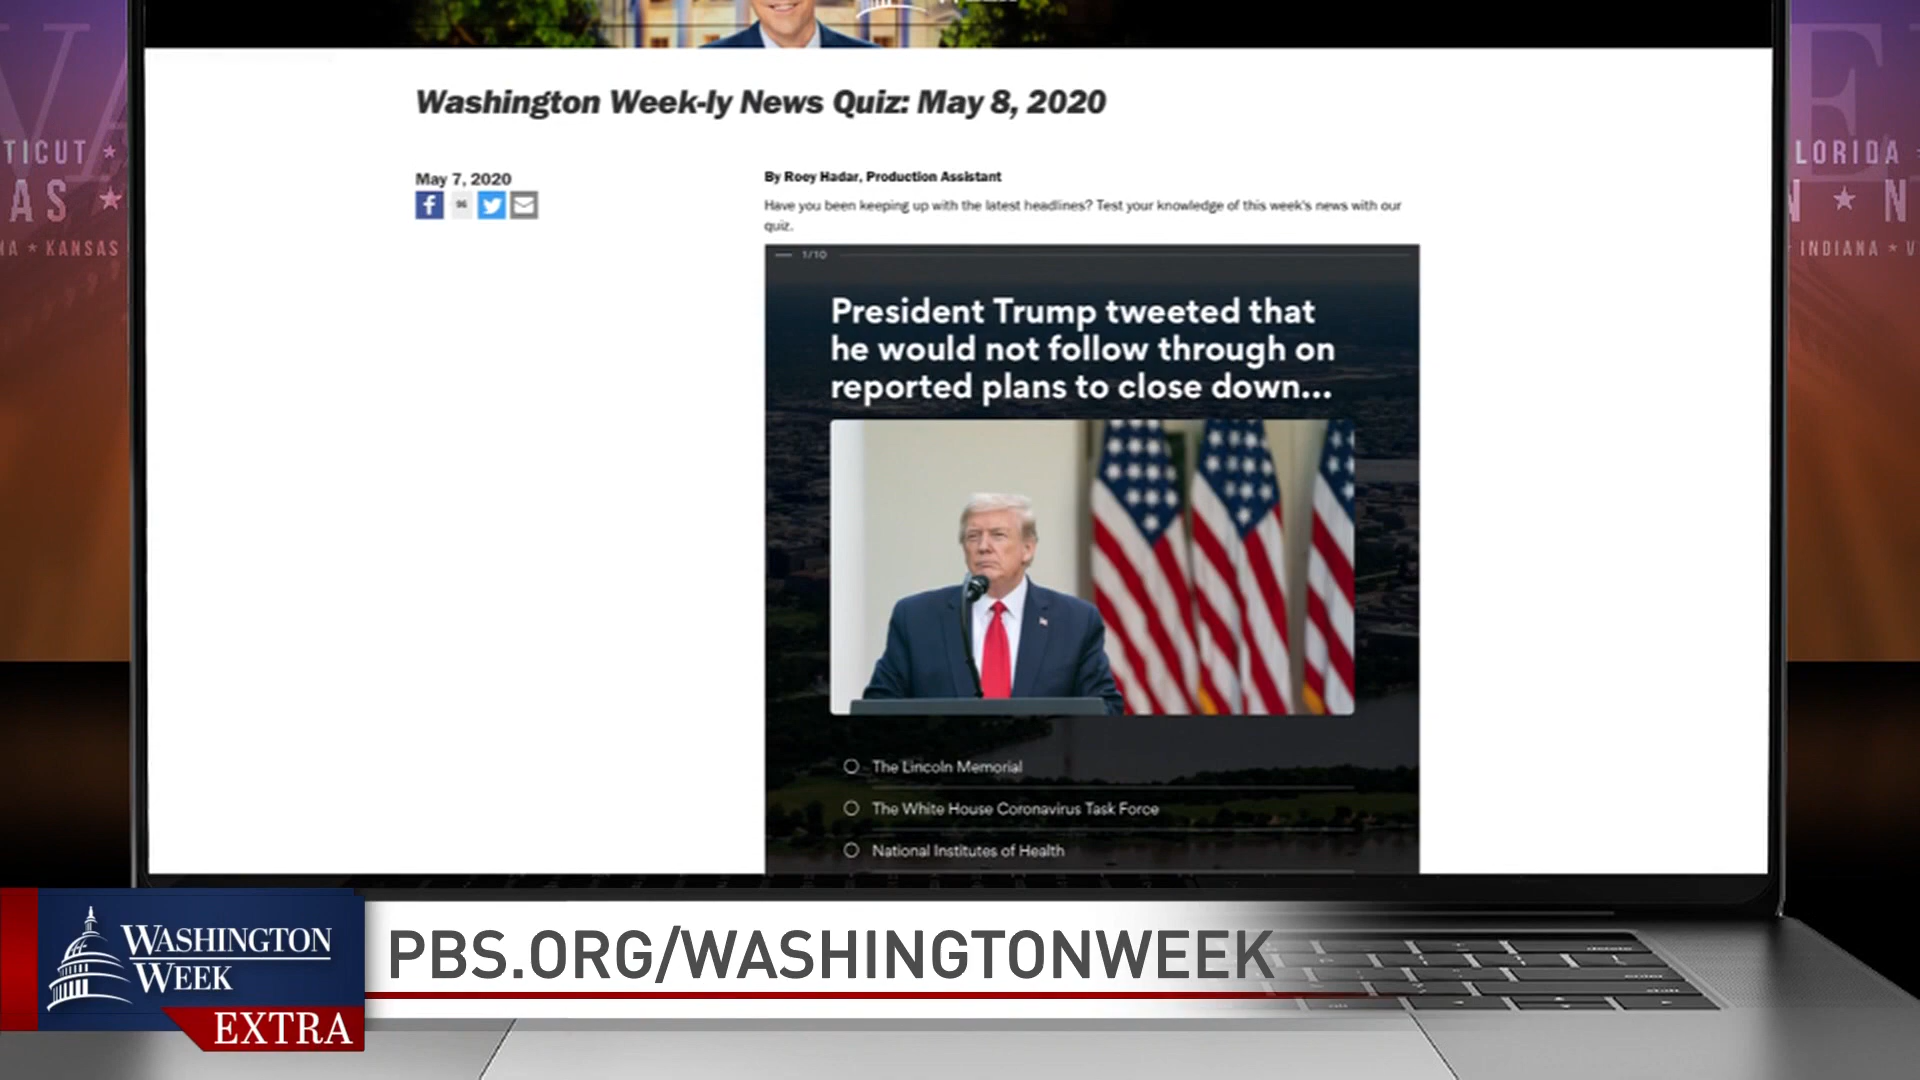 Washington Week-ly News Quiz: May 8, 2020
May 7, 2020
96
By Roey Hadar, Production Assistant
Have you been keeping up with the latest headlines? Test your knowledge of this week's news with our
quiz.
1/10
President Trump tweeted that
he would not follow through on
reported plans to close down...
The Lincoln Memorial
The White House Coronavirus Task Force
National Institutes of Health
TICUT ★
AS ★
NA ★ KANSAS
LORIDA
N ★ N
INDIANA ★ V
WASHINGTON
WEEK
EXTRA
PBS.ORG/WASHINGTONWEEK